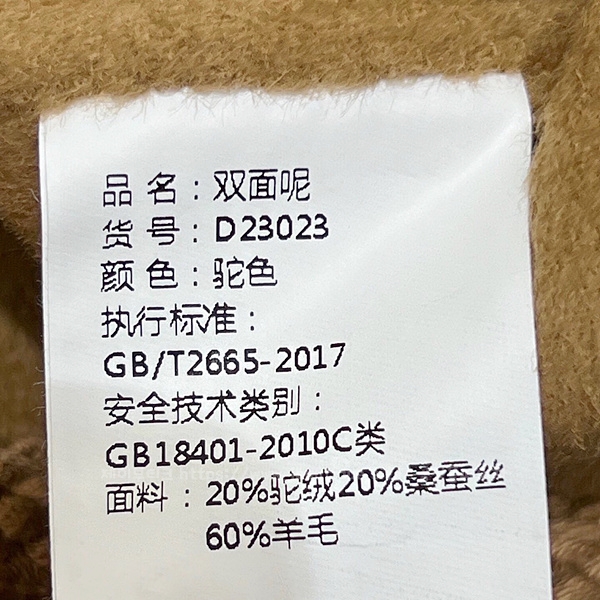 品 名：双面呢
货 号：D23023
颜 色：驼色
执行标准：
GB/T2665-2017
安全技术类别：
GB18401-2010C类
面料：20%驼绒20%桑蚕丝
60%羊毛